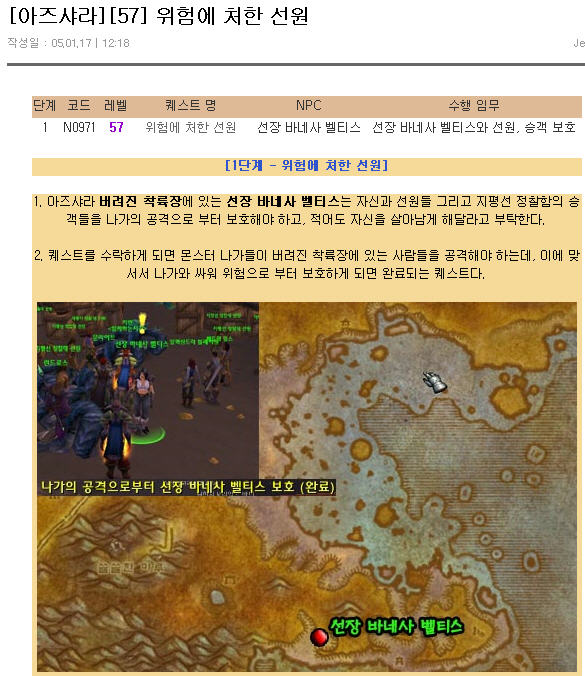 [아즈샤라][57] 위험에 처한 선원
작성일 : 05.01.17 | 12:18
Je
단계 코드 레벨 퀘스트 명 NPC 수행 임무
1 N0971 57 위험에 처한 선원 선장 바네사 벨티스 선장 바네사 벨티스와 선원, 승객 보호
[1단계 - 위험에 처한 선원]
1. 아즈샤라 버려진 착륙장에 있는 선장 바네사 벨티스는 자신과 선원들 그리고 지평선 정찰함의 승
객들을 나가의 공격으로 부터 보호해야 하고, 적어도 자신을 살아남게 해달라고 부탁한다.
2. 퀘스트를 수락하게 되면 몬스터 나가들이 버려진 착륙장에 있는 사람들을 공격해야 하는데, 이에 맞
서서 나가와 싸워 위험으로 부터 보호하게 되면 완료되는 퀘스트다.
선장 바네사 벨티스
나가의 공격으로부터 선장 바네사 벨티스 보호 (완료)
선장 바네사 벨티스